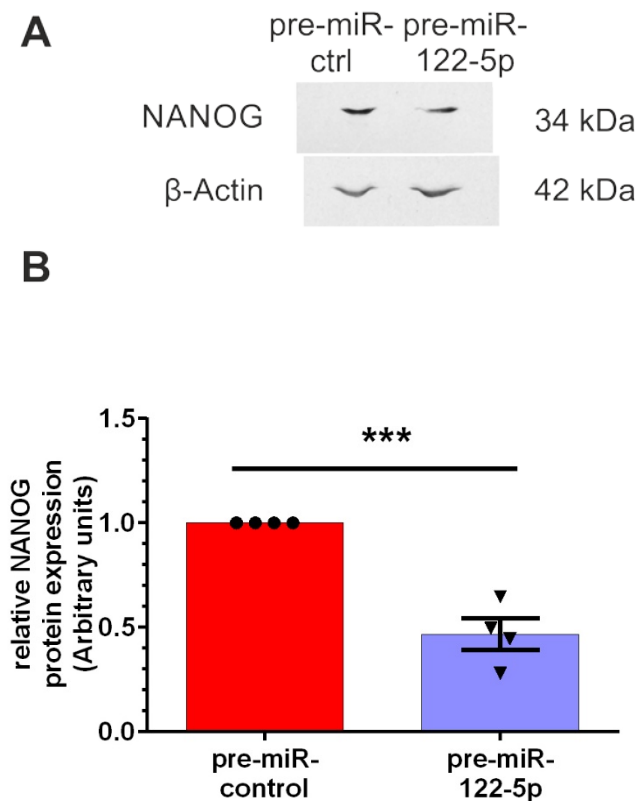 A
pre-miR- pre-miR-
ctrl 122-5p
NANOG 34 kDa
β-Actin 42 kDa
B
1.5
***
1.0
0.5
0.0
relative NANOG
protein expression
(Arbitrary units)
pre-miR-
control
pre-miR-
122-5p